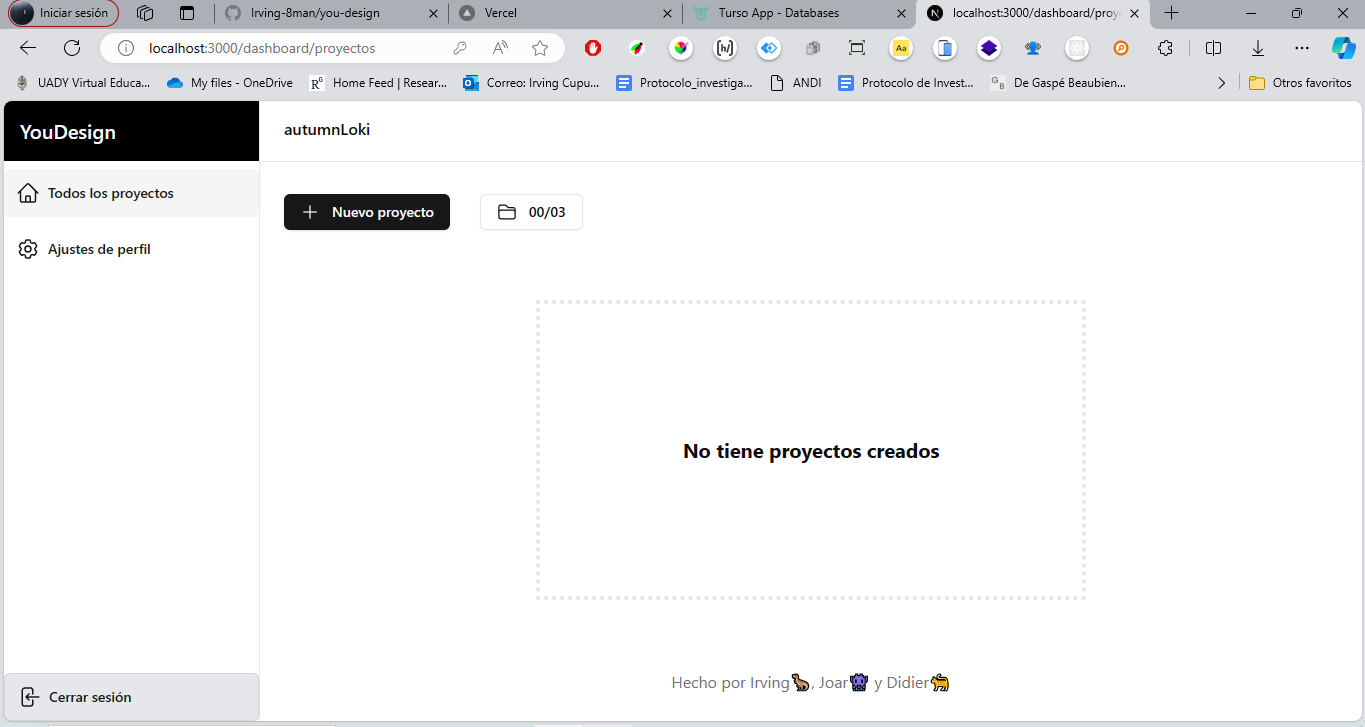 Iniciar sesión
Irving-8man/you-design
Vercel
Turso App - Databases
localhost:3000/dashboard/proye
localhost:3000/dashboard/proyectos
UADY Virtual Educa...
My files - OneDrive
Home Feed | Resear...
Correo: Irving Cupu...
Protocolo_investiga...
ANDI
Protocolo de Invest...
De Gaspé Beaubien...
Otros favoritos
YouDesign
autumnLoki
Todos los proyectos
Nuevo proyecto
00/03
Ajustes de perfil
No tiene proyectos creados
Hecho por Irving🦕, Joar👾 y Didier🐈
Cerrar sesión